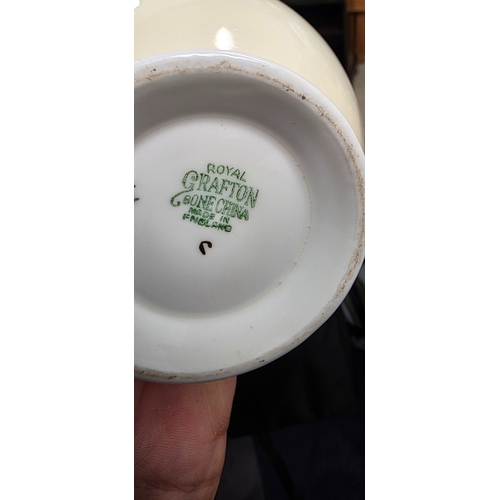 ROYAL
GRAFTON
BONE CHINA
MADE IN
ENGLAND